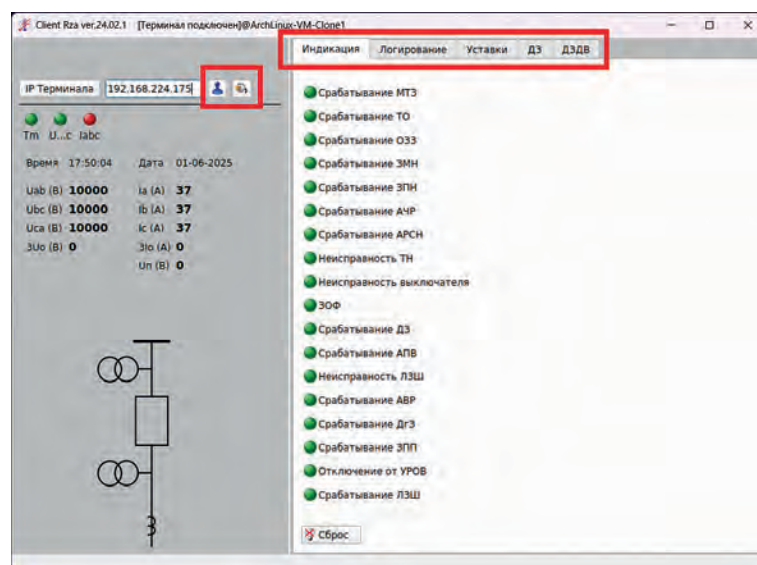 Client Rza ver.24.02.1 [Терминал подключен]@ArchLinux-VM-Clone1
Индикация Логирование Уставки ДЗ ДЗДВ
IP Терминала 192.168.224.175
Tm U...c Iabc
Время 17:50:04 Дата 01-06-2025
Uab (В) 10000 Ia (А) 37
Ubc (В) 10000 Ib (А) 37
Uca (В) 10000 Ic (А) 37
3Uo (В) 0 3Io (А) 0
Un (В) 0
Срабатывание МТЗ
Срабатывание ТО
Срабатывание ОЗЗ
Срабатывание ЗМН
Срабатывание ЗПН
Срабатывание АЧР
Срабатывание АРСН
Неисправность ТН
Неисправность выключателя
ЗОФ
Срабатывание ДЗ
Срабатывание АПВ
Неисправность ЛЗШ
Срабатывание АВР
Срабатывание ДгЗ
Срабатывание ЗПП
Отключение от УРОВ
Срабатывание ЛЗШ
Сброс